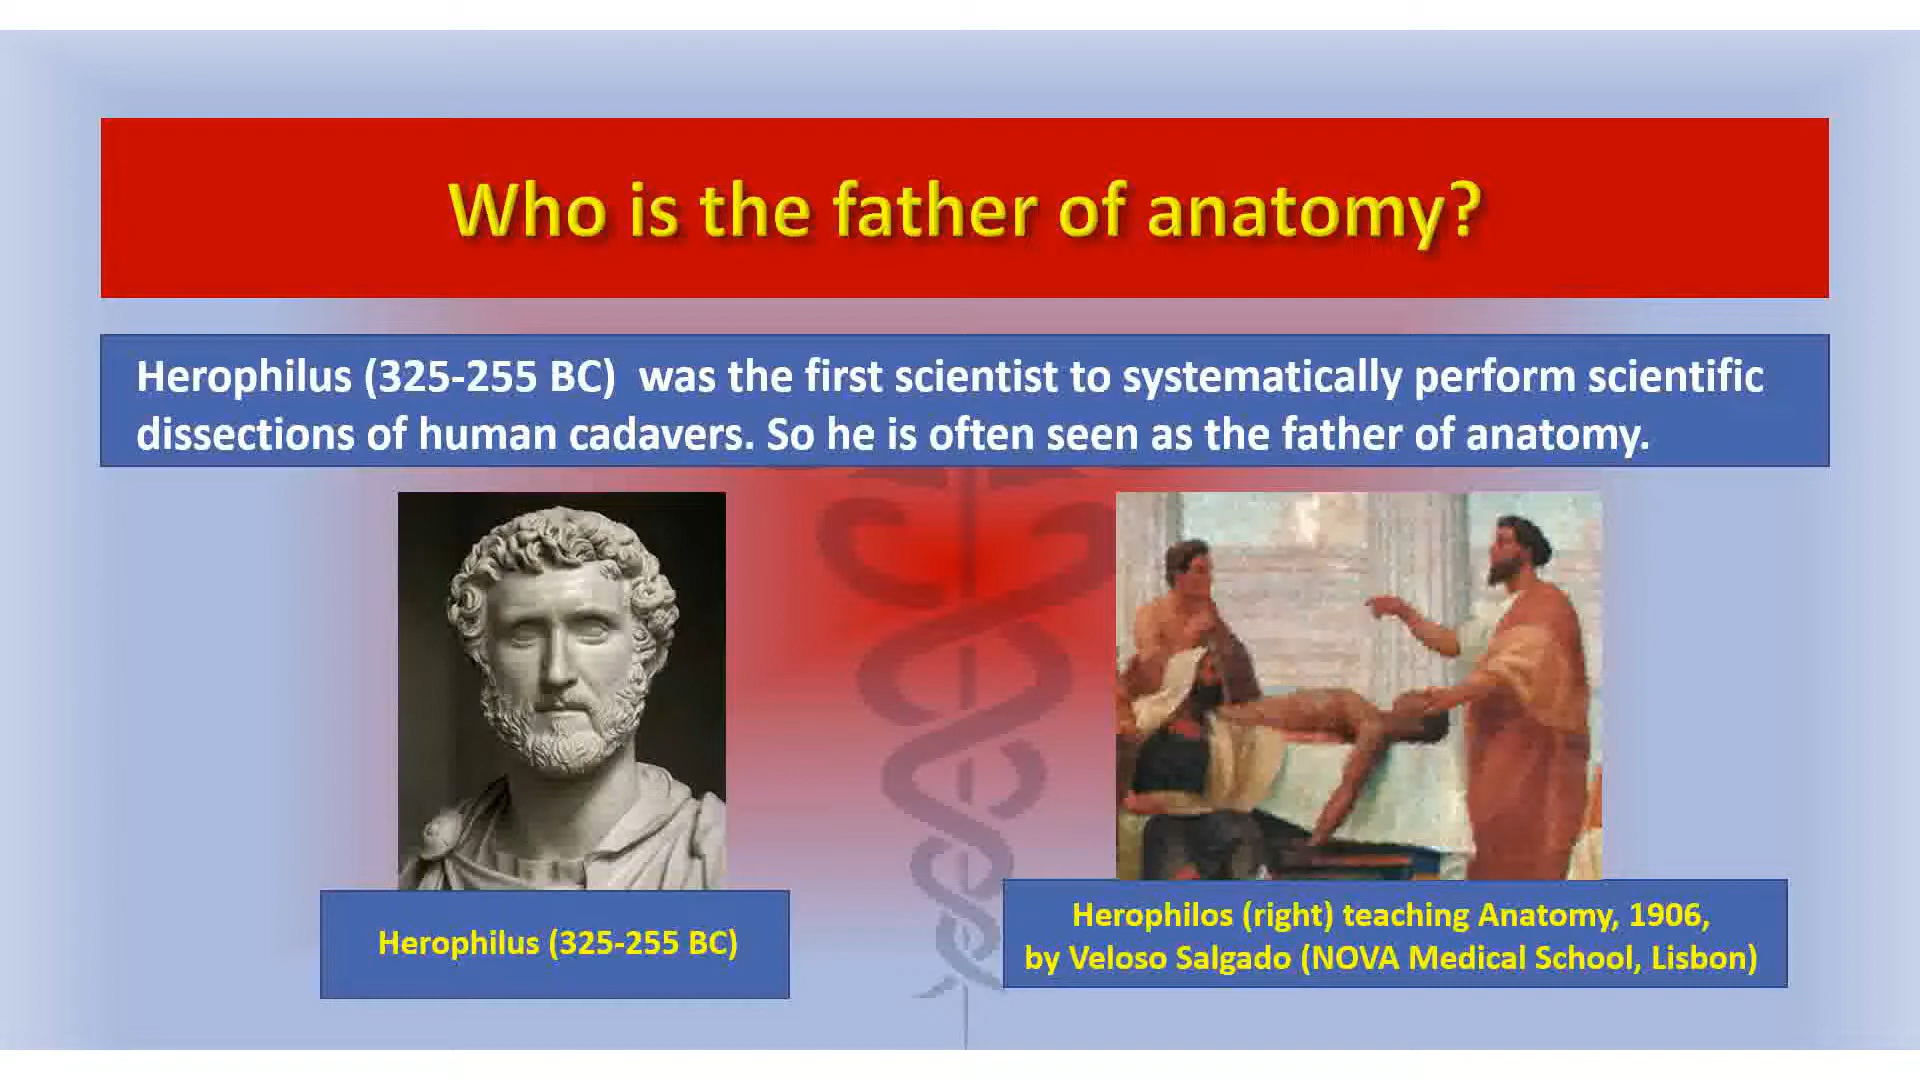 Who is the father of anatomy?
Herophilus (325-255 BC)  was the first scientist to systematically perform scientific
dissections of human cadavers. So he is often seen as the father of anatomy.
Herophilus (325-255 BC)
Herophilos (right) teaching Anatomy, 1906,
by Veloso Salgado (NOVA Medical School, Lisbon)